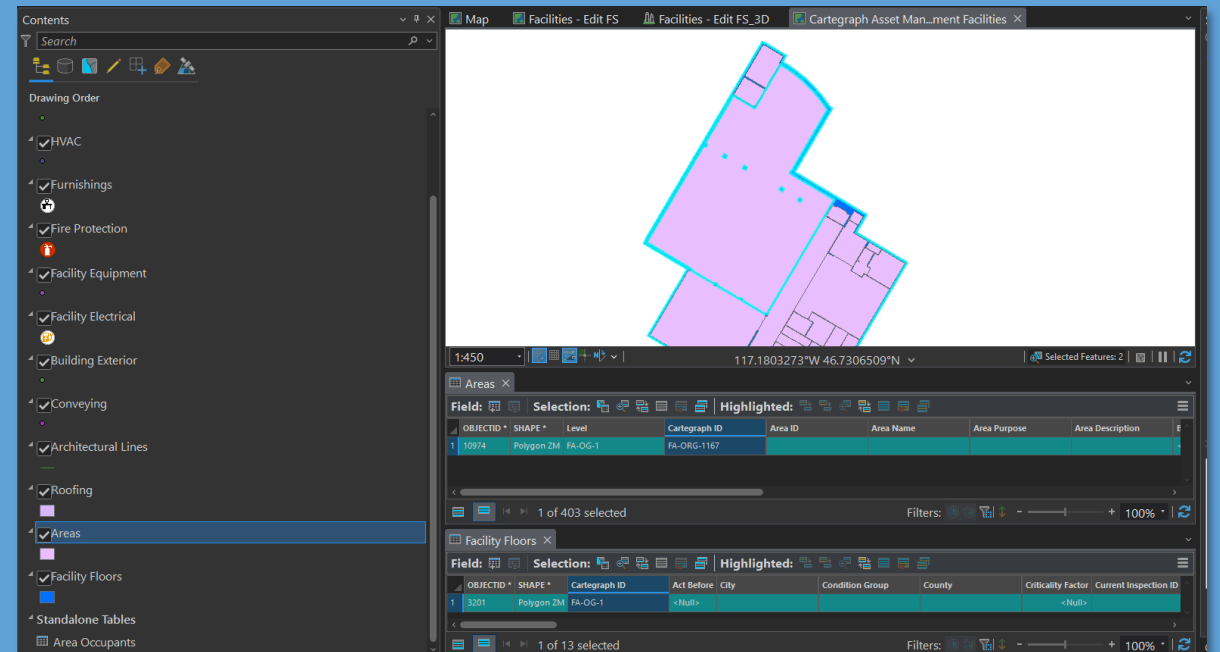 Contents
Search
Drawing Order
HVAC
Furnishings
Fire Protection
Facility Equipment
Facility Electrical
Building Exterior
Conveying
Architectural Lines
Roofing
Areas
Facility Floors
Standalone Tables
Area Occupants
Map
Facilities - Edit FS
Facilities - Edit FS_3D
Cartegraph Asset Man...ment Facilities
1:450
117.1803273°W 46.7306509°N
Selected Features: 2
Areas
Field: Selection: Highlighted:
OBJECTID * SHAPE * Level Cartegraph ID Area ID Area Name Area Purpose Area Description
1 10974 Polygon ZM FA-OG-1 FA-ORG-1167
1 of 403 selected Filters: - + 100%
Facility Floors
Field: Selection: Highlighted:
OBJECTID * SHAPE * Cartegraph ID Act Before City Condition Group County Criticality Factor Current Inspection ID
1 3201 Polygon ZM FA-OG-1 <Null> <Null>
1 of 13 selected Filters: - + 100%